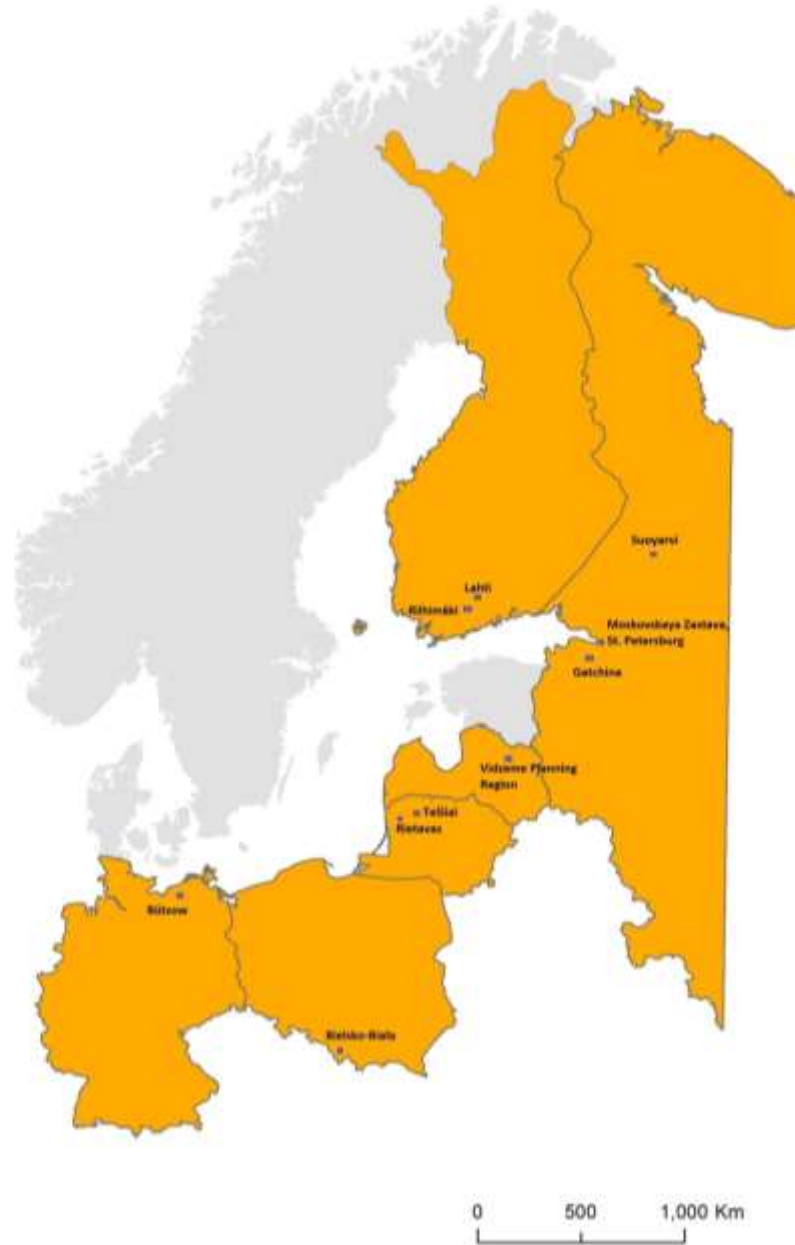 Suoyarvi
Lahti
Riihimäki
Moskovskaya Zastava,
St. Petersburg
Gatchina
Vidzeme Planning
Region
Telšiai
Rietavas
Bützow
Bielsko-Biala
0 500 1,000 Km